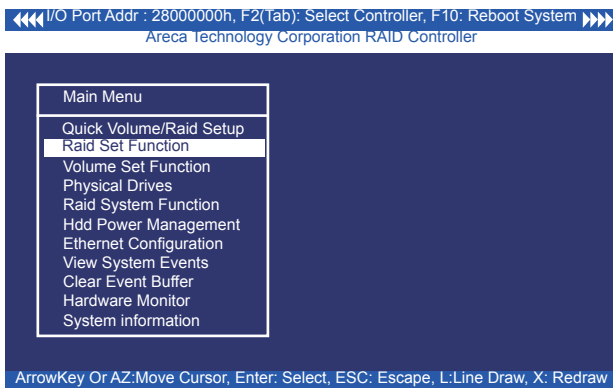 I/O Port Addr : 28000000h, F2(Tab): Select Controller, F10: Reboot System
Areca Technology Corporation RAID Controller
Main Menu
Quick Volume/Raid Setup
Raid Set Function
Volume Set Function
Physical Drives
Raid System Function
Hdd Power Management
Ethernet Configuration
View System Events
Clear Event Buffer
Hardware Monitor
System information
ArrowKey Or AZ:Move Cursor, Enter: Select, ESC: Escape, L:Line Draw, X: Redraw